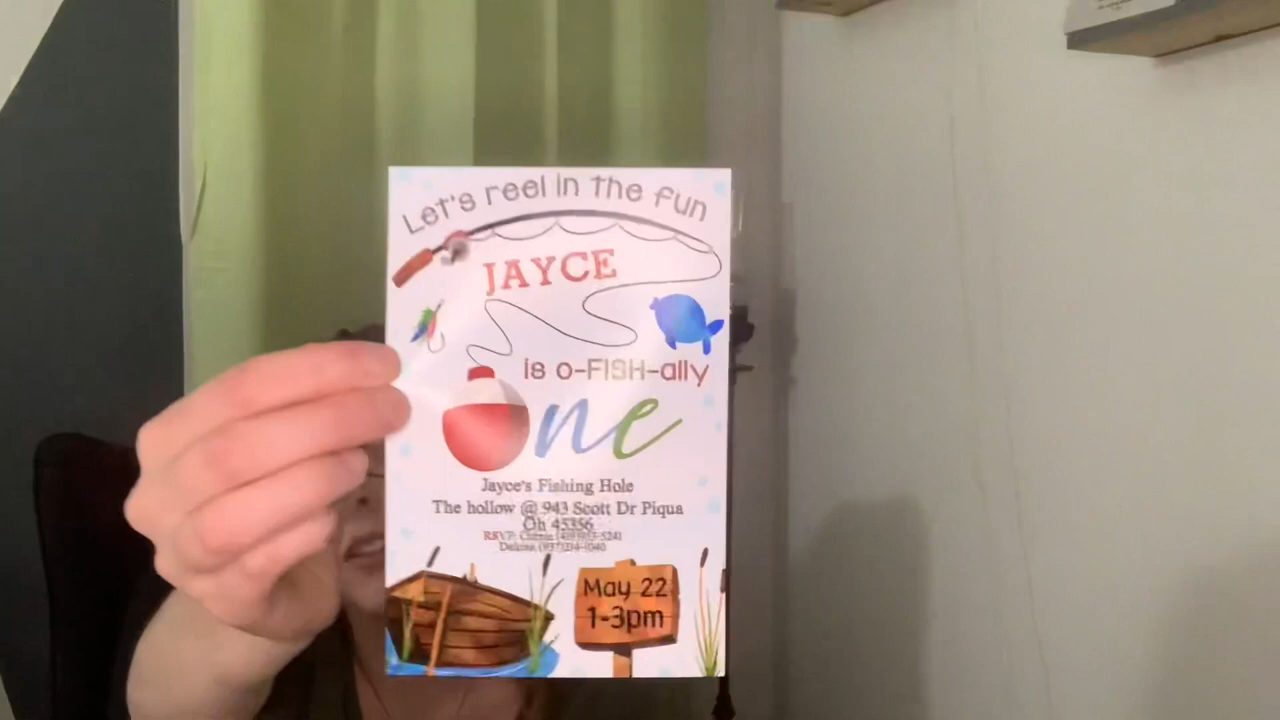 Let's reel in the fun
JAYCE
is o-FISH-ally
One
Jayce's Fishing Hole
The hollow @ 943 Scott Dr Piqua
Oh 45356
RSVP:
May 22
1-3pm